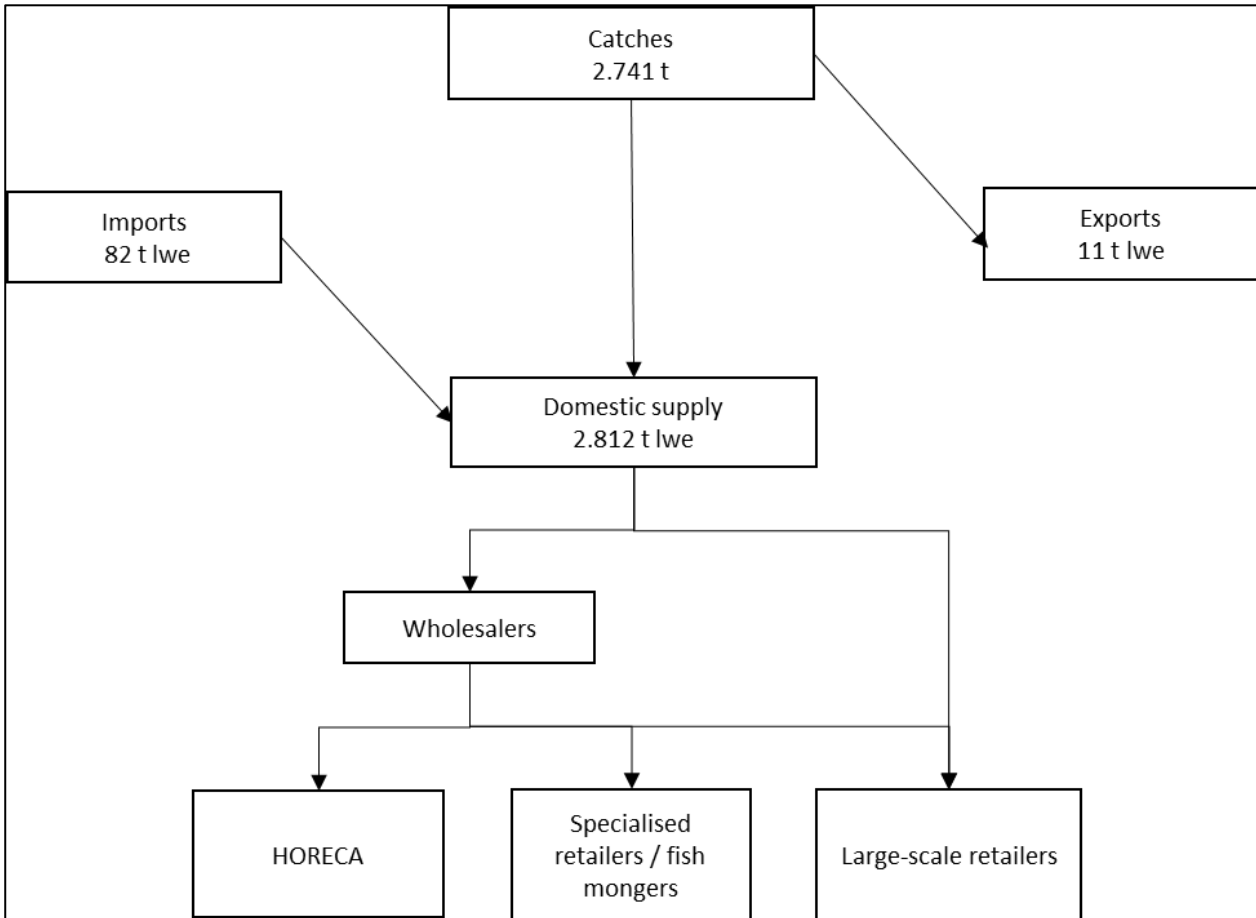 Catches
2.741 t
Imports
82 t lwe
Exports
11 t lwe
Domestic supply
2.812 t lwe
Wholesalers
HORECA
Specialised
retailers / fish
mongers
Large-scale retailers